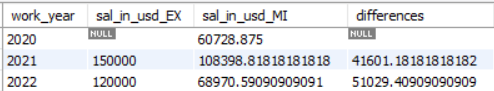 work_year sal_in_usd_EX sal_in_usd_MI differences
2020 NULL 60728.875 NULL
2021 150000 108398.81818181818 41601.18181818182
2022 120000 68970.59090909091 51029.40909090909